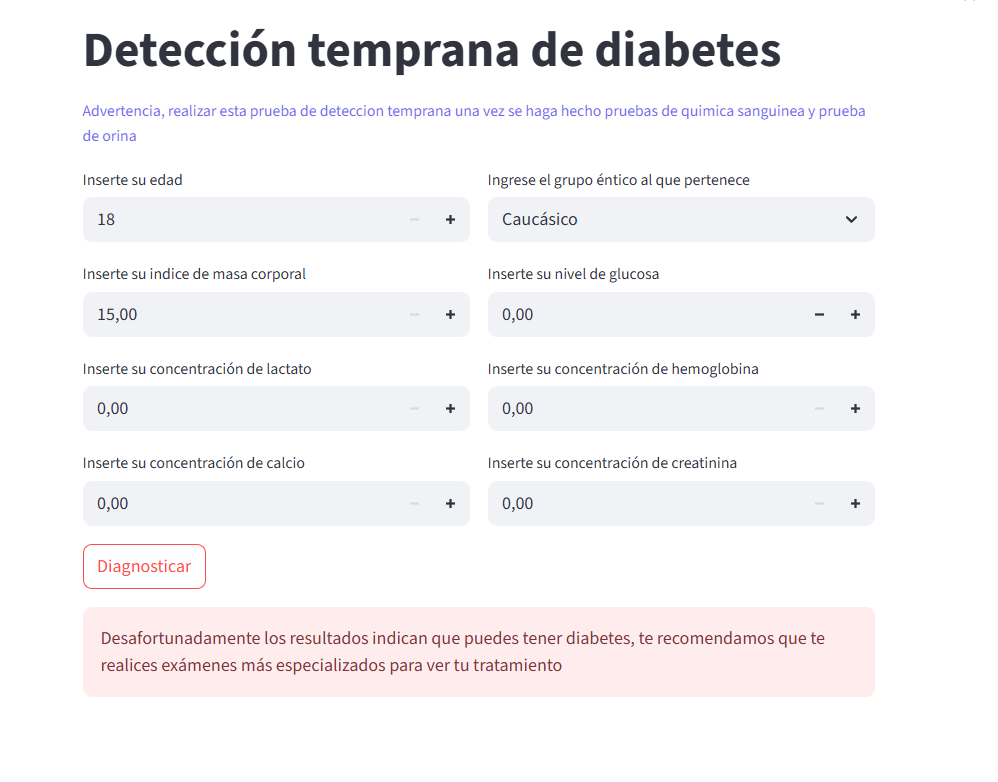 Detección temprana de diabetes
Advertencia, realizar esta prueba de deteccion temprana una vez se haga hecho pruebas de quimica sanguinea y prueba
de orina
Inserte su edad
Ingrese el grupo éntico al que pertenece
18
Caucásico
Inserte su indice de masa corporal
Inserte su nivel de glucosa
15,00
0,00
Inserte su concentración de lactato
Inserte su concentración de hemoglobina
0,00
0,00
Inserte su concentración de calcio
Inserte su concentración de creatinina
0,00
0,00
Diagnosticar
Desafortunadamente los resultados indican que puedes tener diabetes, te recomendamos que te
realices exámenes más especializados para ver tu tratamiento